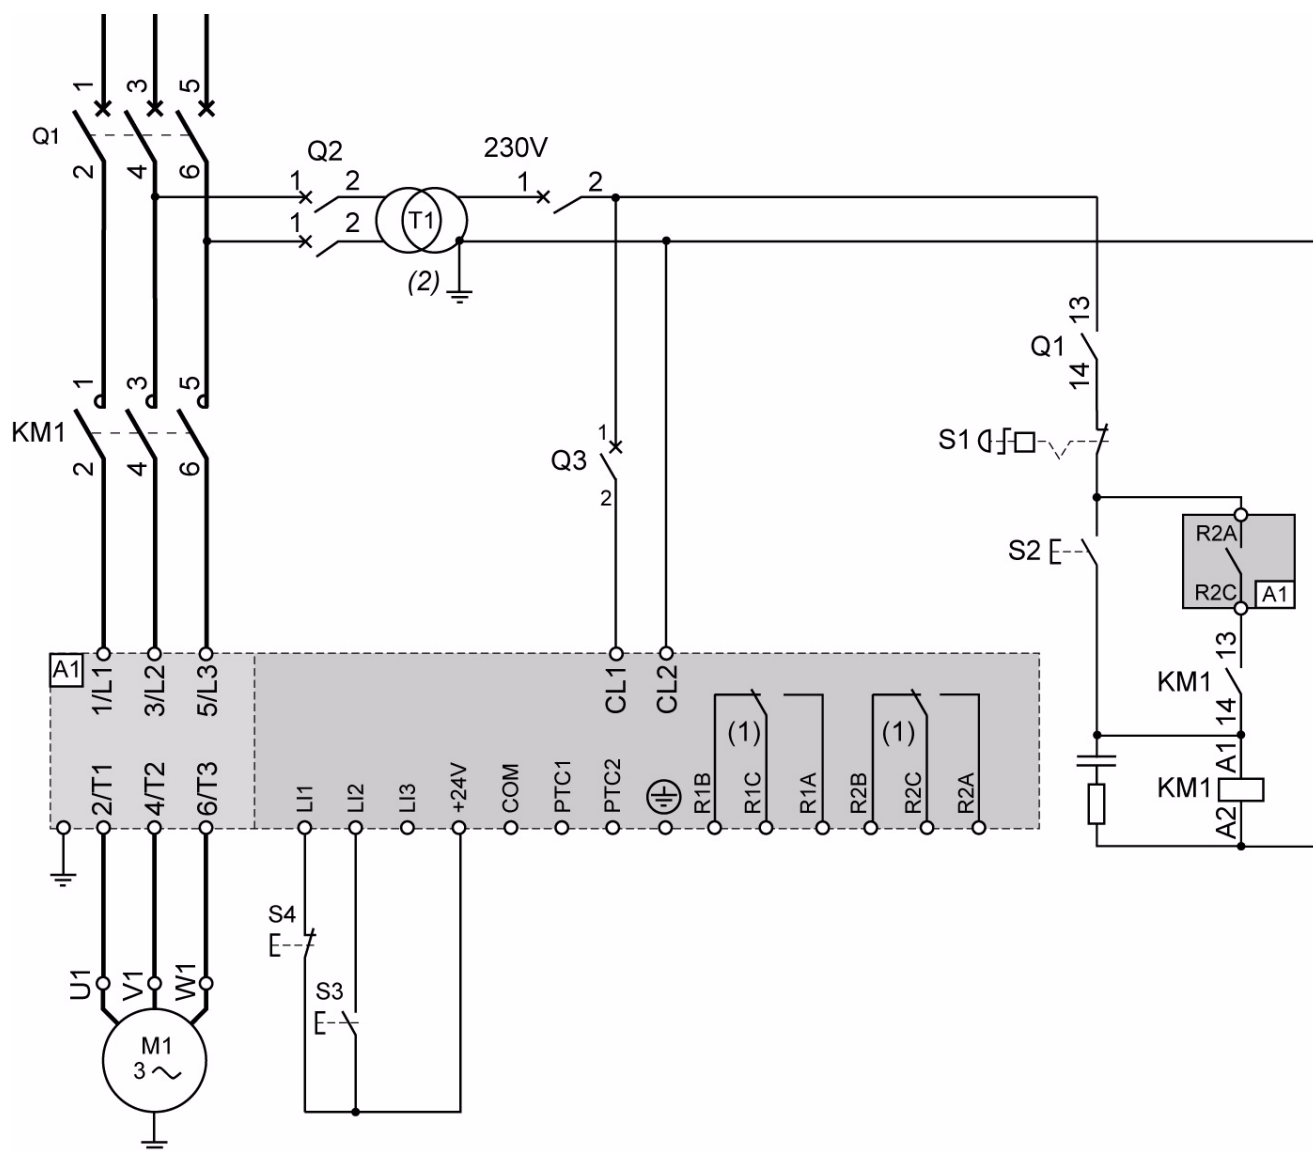 1 3 5
Q1
2 4 6
Q2 230V
1 2 1 2
T1
1 2
(2)
13
Q1
14
1 3 5
KM1
2 4 6
1
Q3
2
S1
S2
R2A
R2C A1
13
KM1
14
A1 1/L1 3/L2 5/L3 CL1 CL2
(1) (1)
2/T1 4/T2 6/T3 LI1 LI2 LI3 +24V COM PTC1 PTC2 R1B R1C R1A R2B R2C R2A
A1
KM1
A2
S4
S3
U1 V1 W1
M1
3